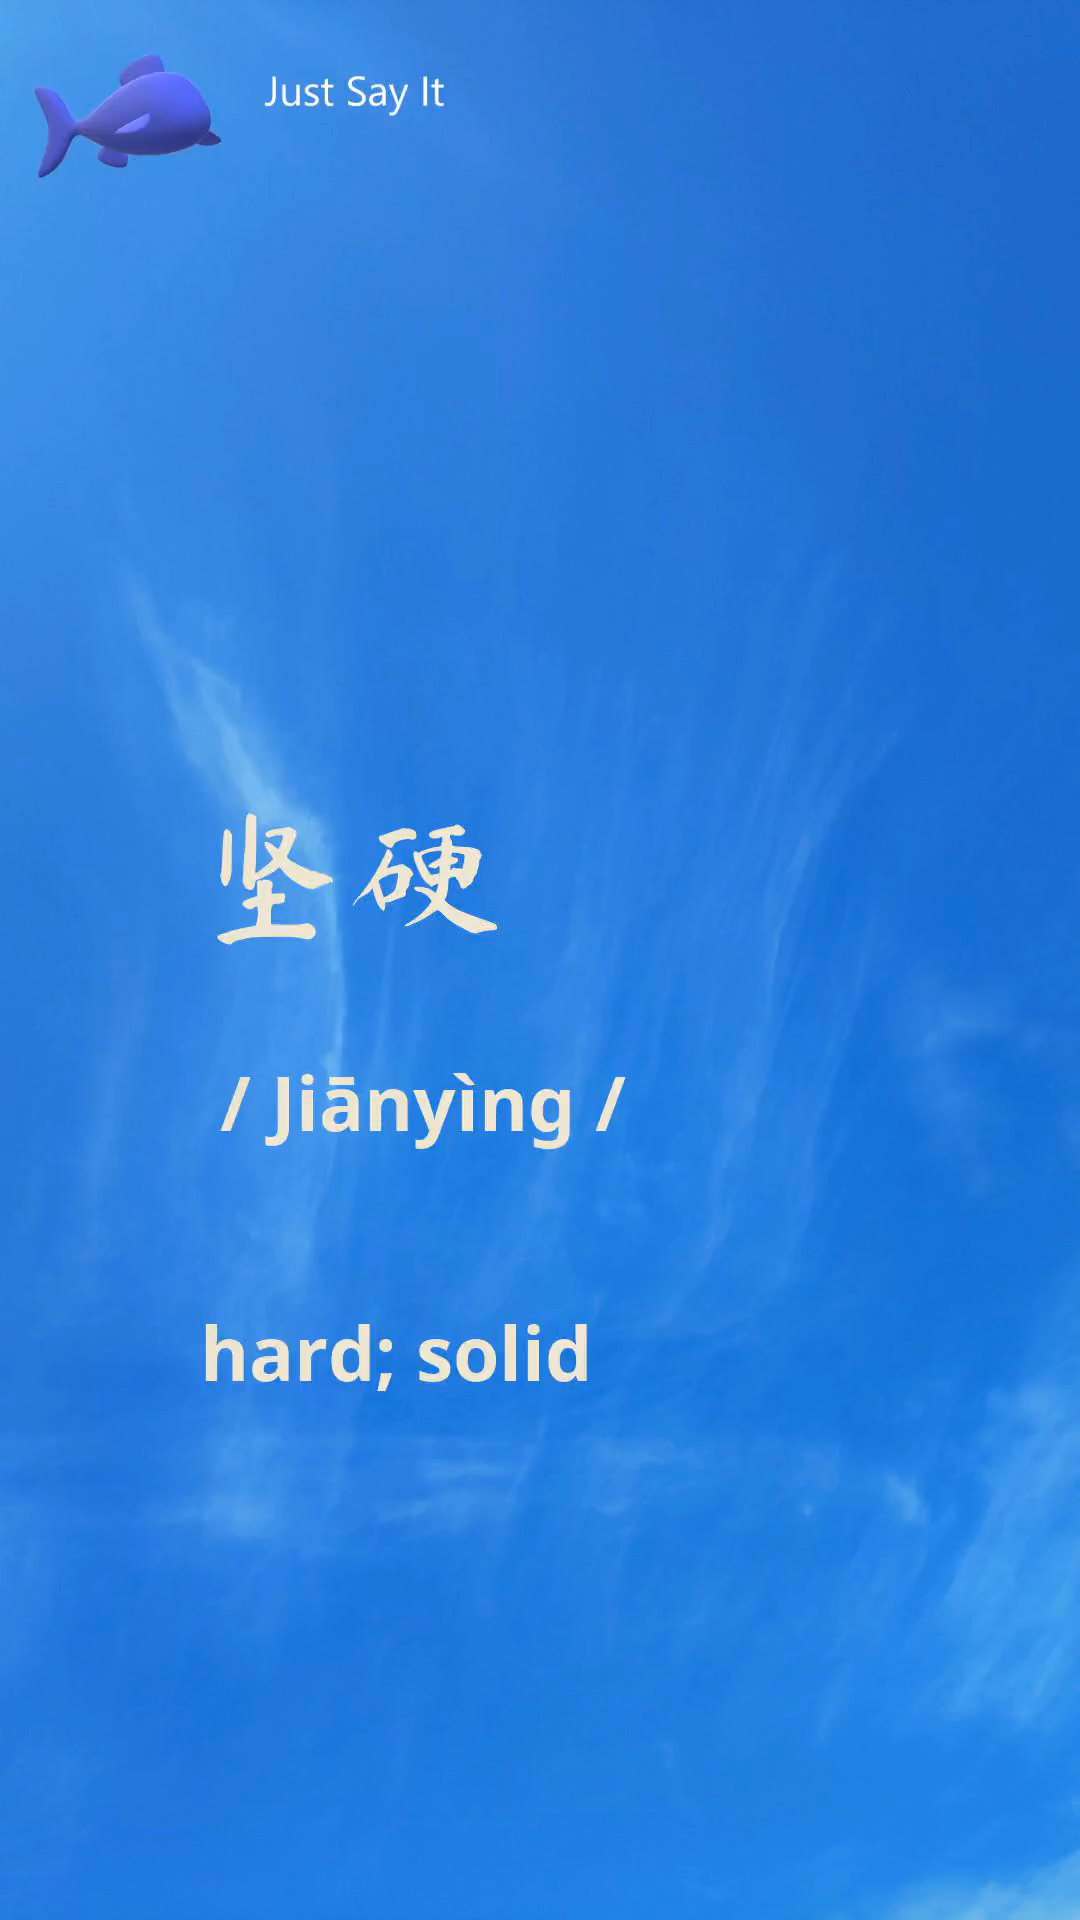 Just Say It
坚硬
/ Jiānyìng /
hard; solid